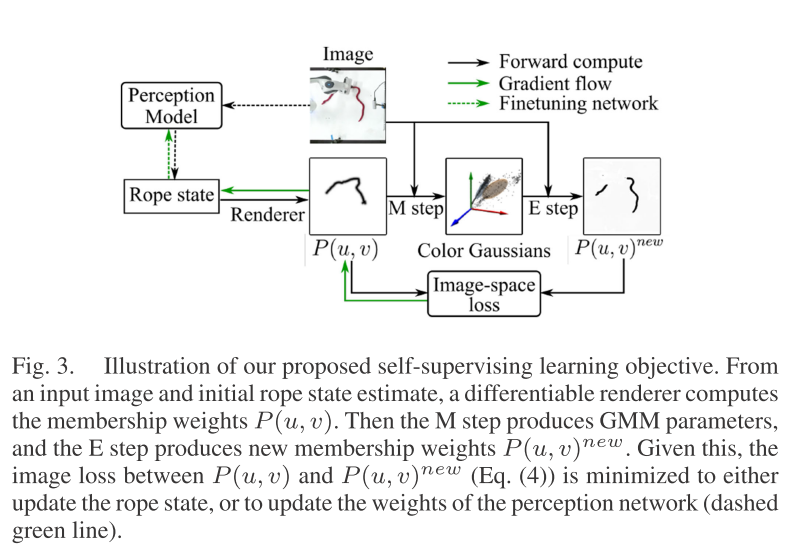 Image
Forward compute
Gradient flow
Finetuning network
Perception
Model
Rope state
Renderer
M step
E step
P(u, v)
Color Gaussians
P(u, v)^{new}
Image-space
loss
Fig. 3. Illustration of our proposed self-supervising learning objective. From
an input image and initial rope state estimate, a differentiable renderer computes
the membership weights P(u, v). Then the M step produces GMM parameters,
and the E step produces new membership weights P(u, v)^{new}. Given this, the
image loss between P(u, v) and P(u, v)^{new} (Eq. (4)) is minimized to either
update the rope state, or to update the weights of the perception network (dashed
green line).